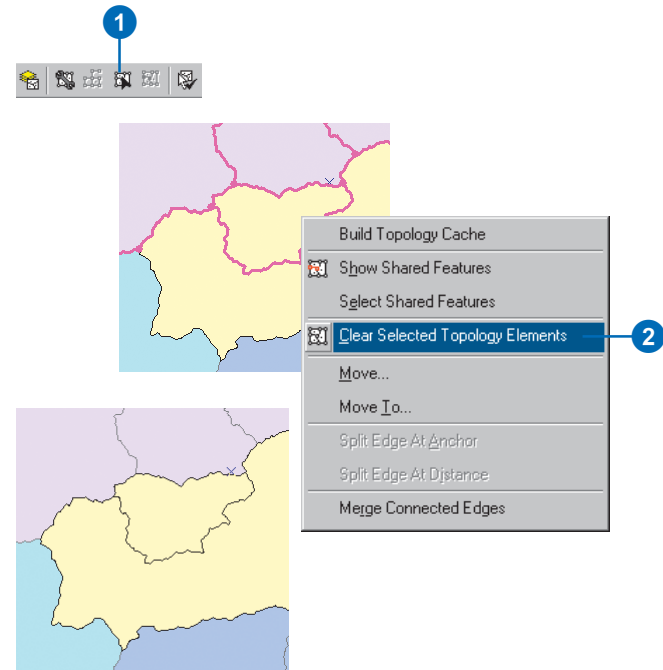 1
Build Topology Cache
Show Shared Features
Select Shared Features
Clear Selected Topology Elements
2
Move...
Move To...
Split Edge At Anchor
Split Edge At Distance
Merge Connected Edges